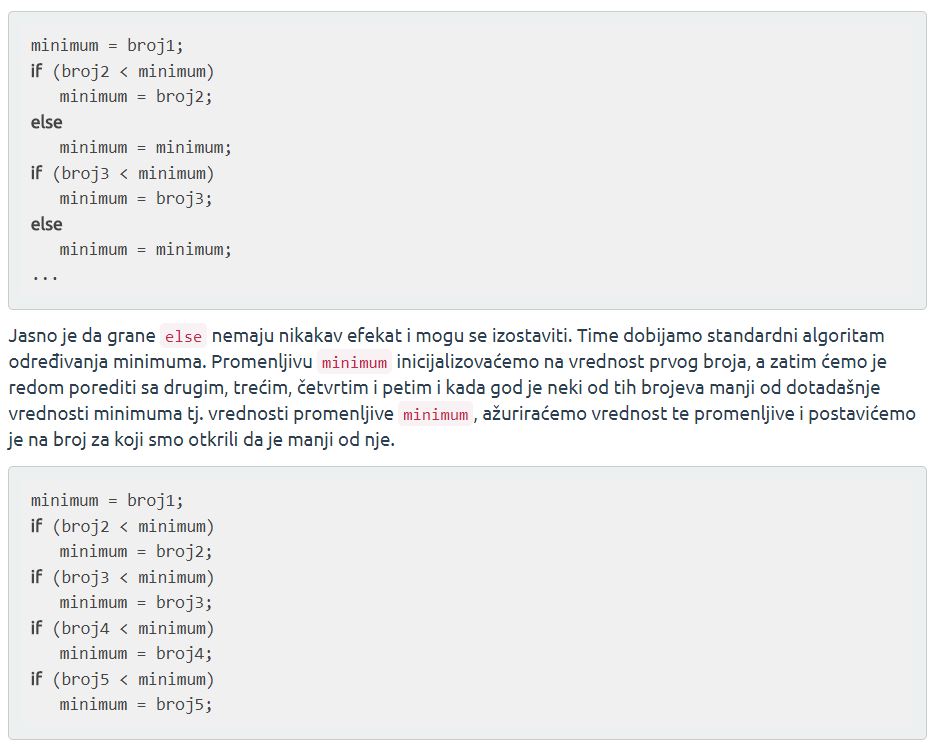 minimum = broj1;
if (broj2 < minimum)
   minimum = broj2;
else
   minimum = minimum;
if (broj3 < minimum)
   minimum = broj3;
else
   minimum = minimum;
...
Jasno je da grane else nemaju nikakav efekat i mogu se izostaviti. Time dobijamo standardni algoritam
određivanja minimuma. Promenljivu minimum inicijalizovaćemo na vrednost prvog broja, a zatim ćemo je
redom porediti sa drugim, trećim, četvrtim i petim i kada god je neki od tih brojeva manji od dotadašnje
vrednosti minimuma tj. vrednosti promenljive minimum, ažuriraćemo vrednost te promenljive i postavićemo
je na broj za koji smo otkrili da je manji od nje.
minimum = broj1;
if (broj2 < minimum)
   minimum = broj2;
if (broj3 < minimum)
   minimum = broj3;
if (broj4 < minimum)
   minimum = broj4;
if (broj5 < minimum)
   minimum = broj5;